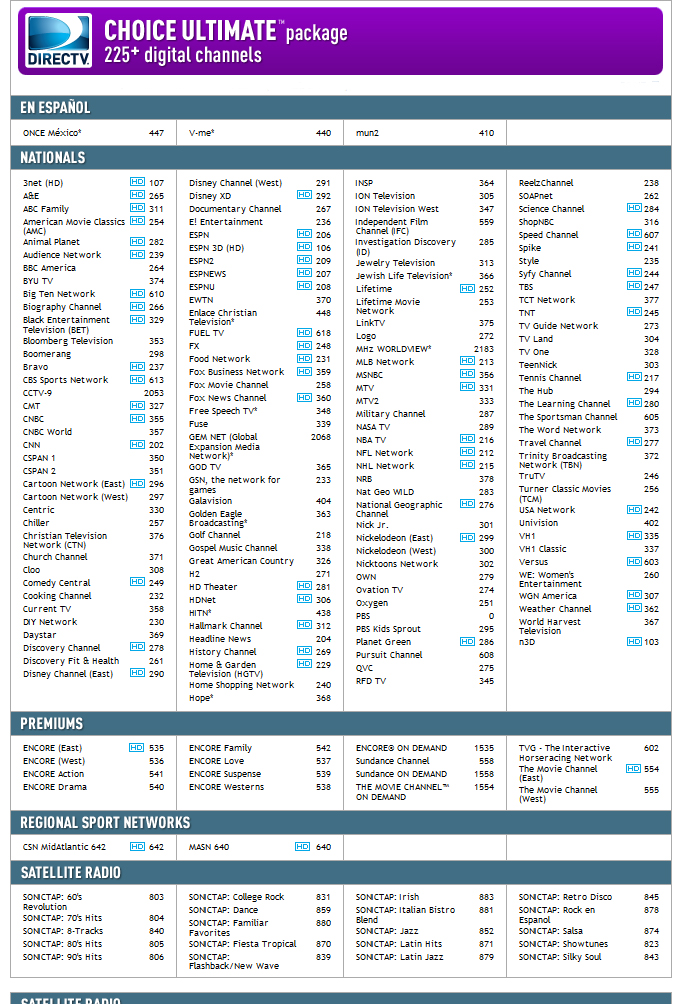 DIRECTV
CHOICE ULTIMATE™ package
225+ digital channels
EN ESPAÑOL
ONCE México* 447
V-me* 440
mun2 410
NATIONALS
3net (HD) HD 107
A&E HD 265
ABC Family HD 311
American Movie Classics HD 254
(AMC)
Animal Planet HD 282
Audience Network HD 239
BBC America 264
BYU TV 374
Big Ten Network HD 610
Biography Channel HD 266
Black Entertainment HD 329
Television (BET)
Bloomberg Television 353
Boomerang 298
Bravo HD 237
CBS Sports Network HD 613
CCTV-9 2053
CMT HD 327
CNBC HD 355
CNBC World 357
CNN HD 202
CSPAN 1 350
CSPAN 2 351
Cartoon Network (East) HD 296
Cartoon Network (West) 297
Centric 330
Chiller 257
Christian Television 376
Network (CTN)
Church Channel 371
Cloo 308
Comedy Central HD 249
Cooking Channel 232
Current TV 358
DIY Network 230
Daystar 369
Discovery Channel HD 278
Discovery Fit & Health 261
Disney Channel (East) HD 290
Disney Channel (West) 291
Disney XD HD 292
Documentary Channel 267
E! Entertainment 236
ESPN HD 206
ESPN 3D (HD) HD 106
ESPN2 HD 209
ESPNEWS HD 207
ESPNU HD 208
EWTN 370
Enlace Christian 448
Television*
FUEL TV HD 618
FX HD 248
Food Network HD 231
Fox Business Network HD 359
Fox Movie Channel 258
Fox News Channel HD 360
Free Speech TV* 348
Fuse 339
GEM NET (Global 2068
Expansion Media
Network)*
GOD TV 365
GSN, the network for 233
games
Galavision 404
Golden Eagle 363
Broadcasting*
Golf Channel 218
Gospel Music Channel 338
Great American Country 326
H2 271
HD Theater HD 281
HDNet HD 306
HITN* 438
Hallmark Channel HD 312
Headline News 204
History Channel HD 269
Home & Garden HD 229
Television (HGTV)
Home Shopping Network 240
Hope* 368
INSP 364
ION Television 305
ION Television West 347
Independent Film 559
Channel (IFC)
Investigation Discovery 285
(ID)
Jewelry Television 313
Jewish Life Television* 366
Lifetime HD 252
Lifetime Movie 253
Network
LinkTV 375
Logo 272
MHz WORLDVIEW* 2183
MLB Network HD 213
MSNBC HD 356
MTV HD 331
MTV2 333
Military Channel 287
NASA TV 289
NBA TV HD 216
NFL Network HD 212
NHL Network HD 215
NRB 378
Nat Geo WILD 283
National Geographic HD 276
Channel
Nick Jr. 301
Nickelodeon (East) HD 299
Nickelodeon (West) 300
Nicktoons Network 302
OWN 279
Ovation TV 274
Oxygen 251
PBS 0
PBS Kids Sprout 295
Planet Green HD 286
Pursuit Channel 608
QVC 275
RFD TV 345
ReelzChannel 238
SOAPnet 262
Science Channel HD 284
ShopNBC 316
Speed Channel HD 607
Spike HD 241
Style 235
Syfy Channel HD 244
TBS HD 247
TCT Network 377
TNT HD 245
TV Guide Network 273
TV Land 304
TV One 328
TeenNick 303
Tennis Channel HD 217
The Hub 294
The Learning Channel HD 280
The Sportsman Channel 605
The Word Network 373
Travel Channel HD 277
Trinity Broadcasting 372
Network (TBN)
TruTV 246
Turner Classic Movies 256
(TCM)
USA Network HD 242
Univision 402
VH1 HD 335
VH1 Classic 337
Versus HD 603
WE: Women's 260
Entertainment
WGN America HD 307
Weather Channel HD 362
World Harvest 367
Television
n3D HD 103
PREMIUMS
ENCORE (East) HD 535
ENCORE (West) 536
ENCORE Action 541
ENCORE Drama 540
ENCORE Family 542
ENCORE Love 537
ENCORE Suspense 539
ENCORE Westerns 538
ENCORE® ON DEMAND 1535
Sundance Channel 558
Sundance ON DEMAND 1558
THE MOVIE CHANNEL™ 1554
ON DEMAND
TVG - The Interactive 602
Horseracing Network
The Movie Channel HD 554
(East)
The Movie Channel 555
(West)
REGIONAL SPORT NETWORKS
CSN MidAtlantic 642 HD 642
MASN 640 HD 640
SATELLITE RADIO
SONICTAP: 60's 803
Revolution
SONICTAP: 70's Hits 804
SONICTAP: 8-Tracks 840
SONICTAP: 80's Hits 805
SONICTAP: 90's Hits 806
SONICTAP: College Rock 831
SONICTAP: Dance 859
SONICTAP: Familiar 880
Favorites
SONICTAP: Fiesta Tropical 870
SONICTAP: 839
Flashback/New Wave
SONICTAP: Irish 883
SONICTAP: Italian Bistro 881
Blend
SONICTAP: Jazz 852
SONICTAP: Latin Hits 871
SONICTAP: Latin Jazz 879
SONICTAP: Retro Disco 845
SONICTAP: Rock en 878
Espanol
SONICTAP: Salsa 874
SONICTAP: Showtunes 823
SONICTAP: Silky Soul 843
SATELLITE RADIO